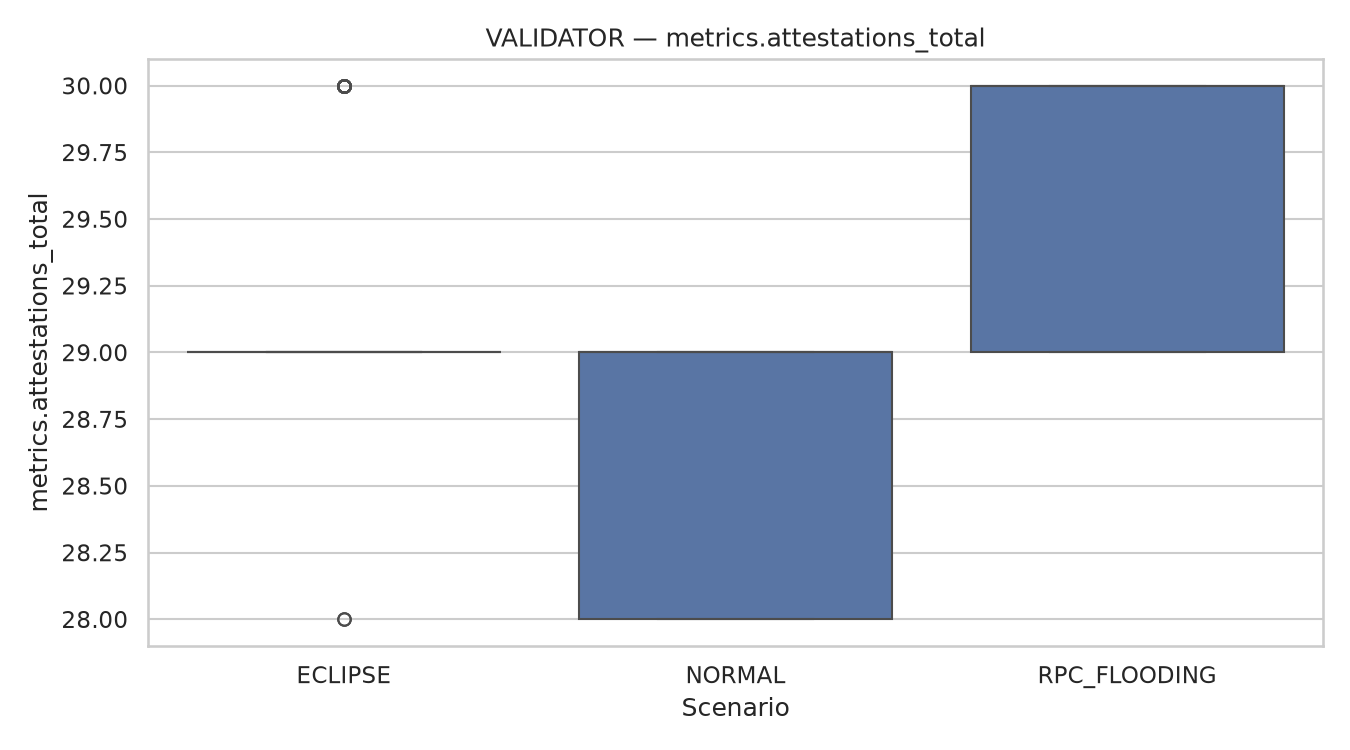 VALIDATOR — metrics.attestations_total
metrics.attestations_total
30.00
29.75
29.50
29.25
29.00
28.75
28.50
28.25
28.00
ECLIPSE
NORMAL
RPC_FLOODING
Scenario